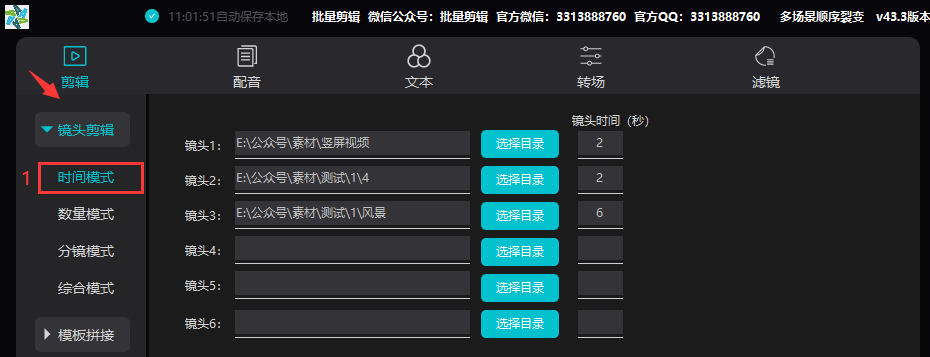 11:01:51自动保存本地 批量剪辑 微信公众号：批量剪辑 官方微信：3313888760 官方QQ：3313888760 多场景顺序裂变 v43.3版本
剪辑 配音 文本 转场 滤镜
镜头剪辑
1 时间模式
数量模式
分镜模式
综合模式
模板拼接
镜头时间（秒）
镜头1： E:\公众号\素材\竖屏视频 选择目录 2
镜头2： E:\公众号\素材\测试\1\4 选择目录 2
镜头3： E:\公众号\素材\测试\1\风景 选择目录 6
镜头4： 选择目录
镜头5： 选择目录
镜头6： 选择目录